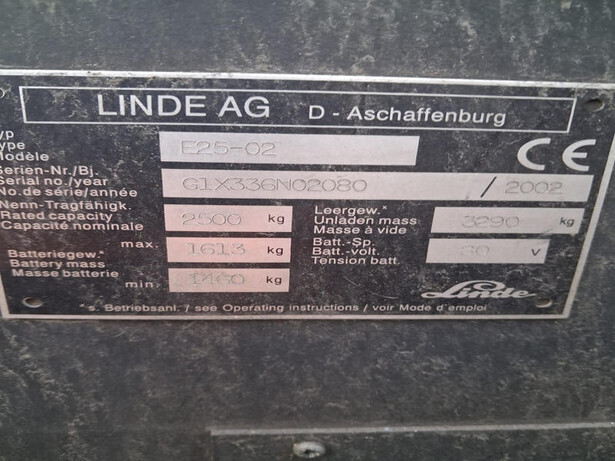 LINDE AG D - Aschaffenburg
Type
Modèle
E25-02
CE
Serien-Nr./Bj.
Serial no./year
No. de série/année
G1X336N02080 / 2002
Nenn-Tragfähigk.
Rated capacity
Capacité nominale
2500 kg
Leergew.*
Unladen mass
Masse à vide
3290 kg
Batteriegew.*
Battery mass
Masse batterie
max. 1613 kg
min. 1460 kg
Batt.-Sp.
Batt.-volt.
Tension batt.
80 V
Linde
*s. Betriebsanl. / see Operating instructions / voir Mode d'emploi